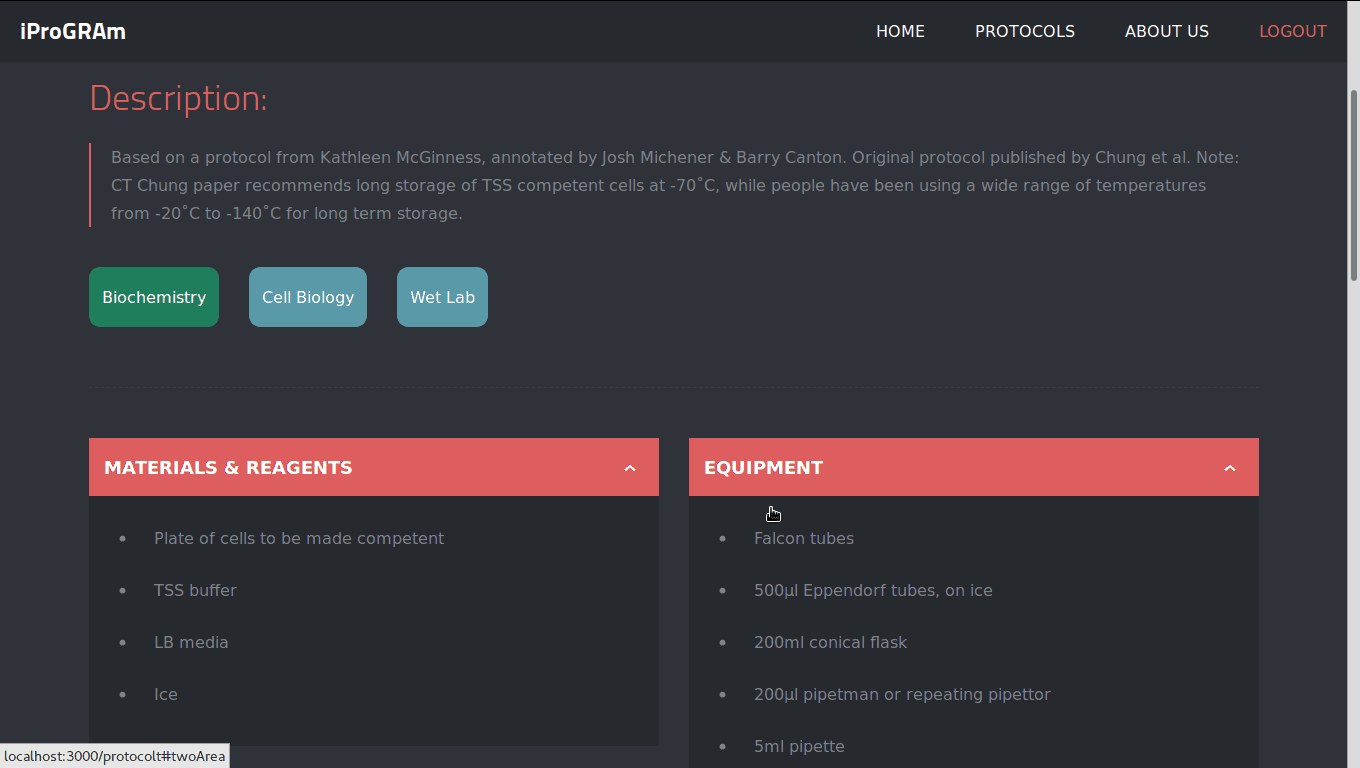 iProGRAm
HOME
PROTOCOLS
ABOUT US
LOGOUT
Description:
Based on a protocol from Kathleen McGinness, annotated by Josh Michener & Barry Canton. Original protocol published by Chung et al. Note:
CT Chung paper recommends long storage of TSS competent cells at -70˚C, while people have been using a wide range of temperatures
from -20˚C to -140˚C for long term storage.
Biochemistry
Cell Biology
Wet Lab
MATERIALS & REAGENTS
Plate of cells to be made competent
TSS buffer
LB media
Ice
EQUIPMENT
Falcon tubes
500µl Eppendorf tubes, on ice
200ml conical flask
200µl pipetman or repeating pipettor
5ml pipette
localhost:3000/protocolt#twoArea